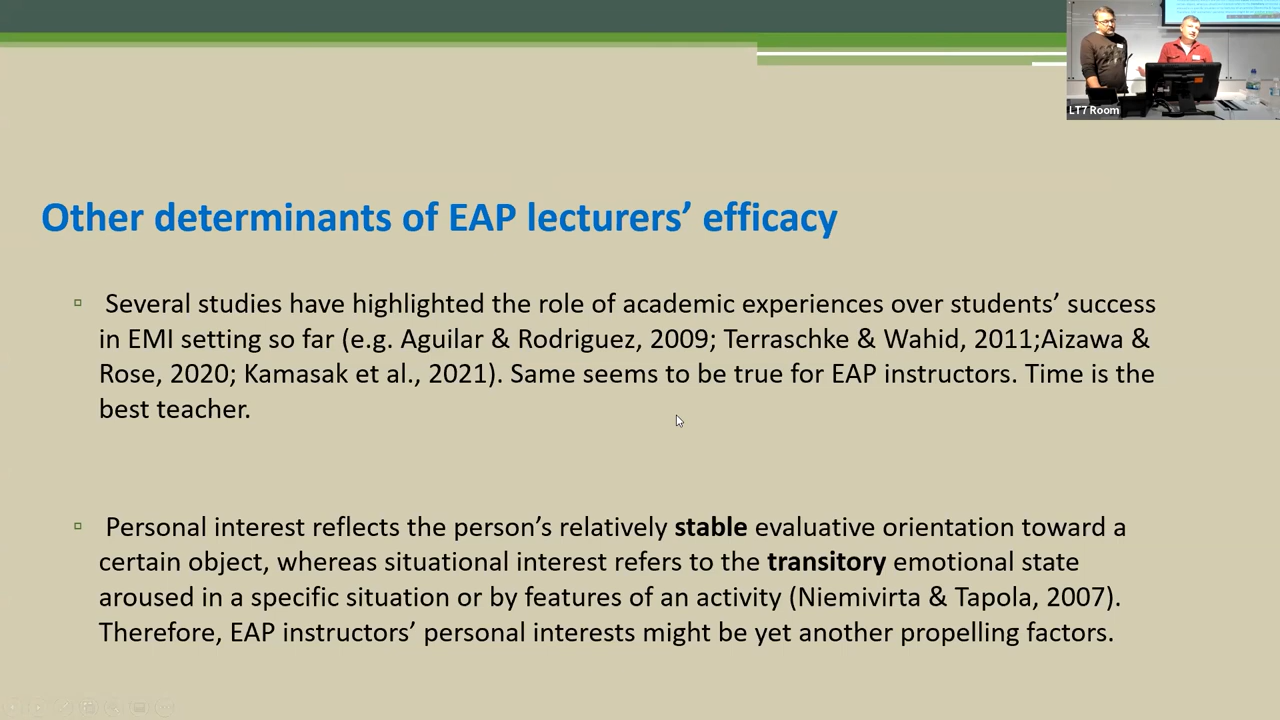 LT7 Room
Other determinants of EAP lecturers’ efficacy
Several studies have highlighted the role of academic experiences over students’ success
in EMI setting so far (e.g. Aguilar & Rodriguez, 2009; Terraschke & Wahid, 2011;Aizawa &
Rose, 2020; Kamasak et al., 2021). Same seems to be true for EAP instructors. Time is the
best teacher.
Personal interest reflects the person’s relatively stable evaluative orientation toward a
certain object, whereas situational interest refers to the transitory emotional state
aroused in a specific situation or by features of an activity (Niemivirta & Tapola, 2007).
Therefore, EAP instructors’ personal interests might be yet another propelling factors.